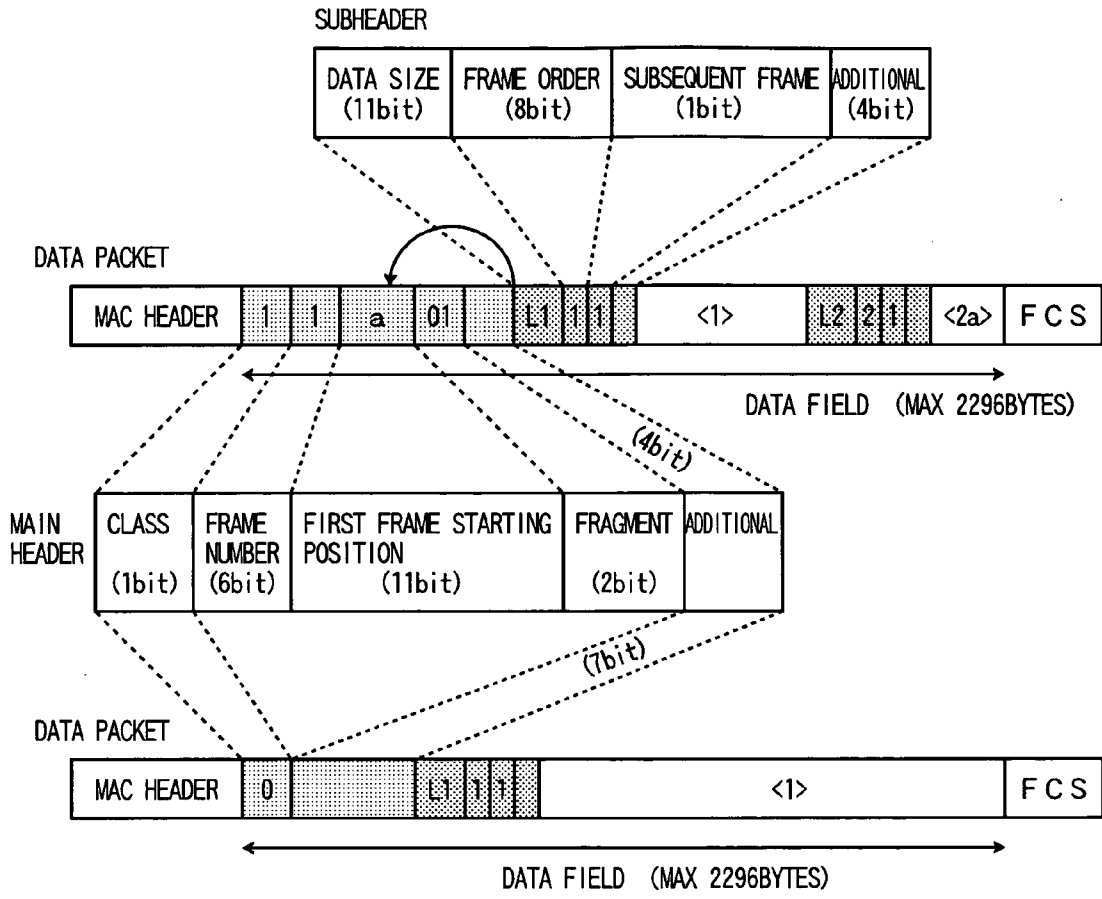 SUBHEADER
DATA SIZE FRAME ORDER SUBSEQUENT FRAME ADDITIONAL
(11bit) (8bit) (1bit) (4bit)
DATA PACKET
MAC HEADER 1 1 a 01 L1 1 1 <1> L2 2 1 <2a> FCS
DATA FIELD (MAX 2296BYTES)
(4bit)
MAIN HEADER
CLASS (1bit)
FRAME NUMBER (6bit)
FIRST FRAME STARTING POSITION (11bit)
FRAGMENT (2bit)
ADDITIONAL
(7bit)
DATA PACKET
MAC HEADER 0 L1 1 1 <1> FCS
DATA FIELD (MAX 2296BYTES)